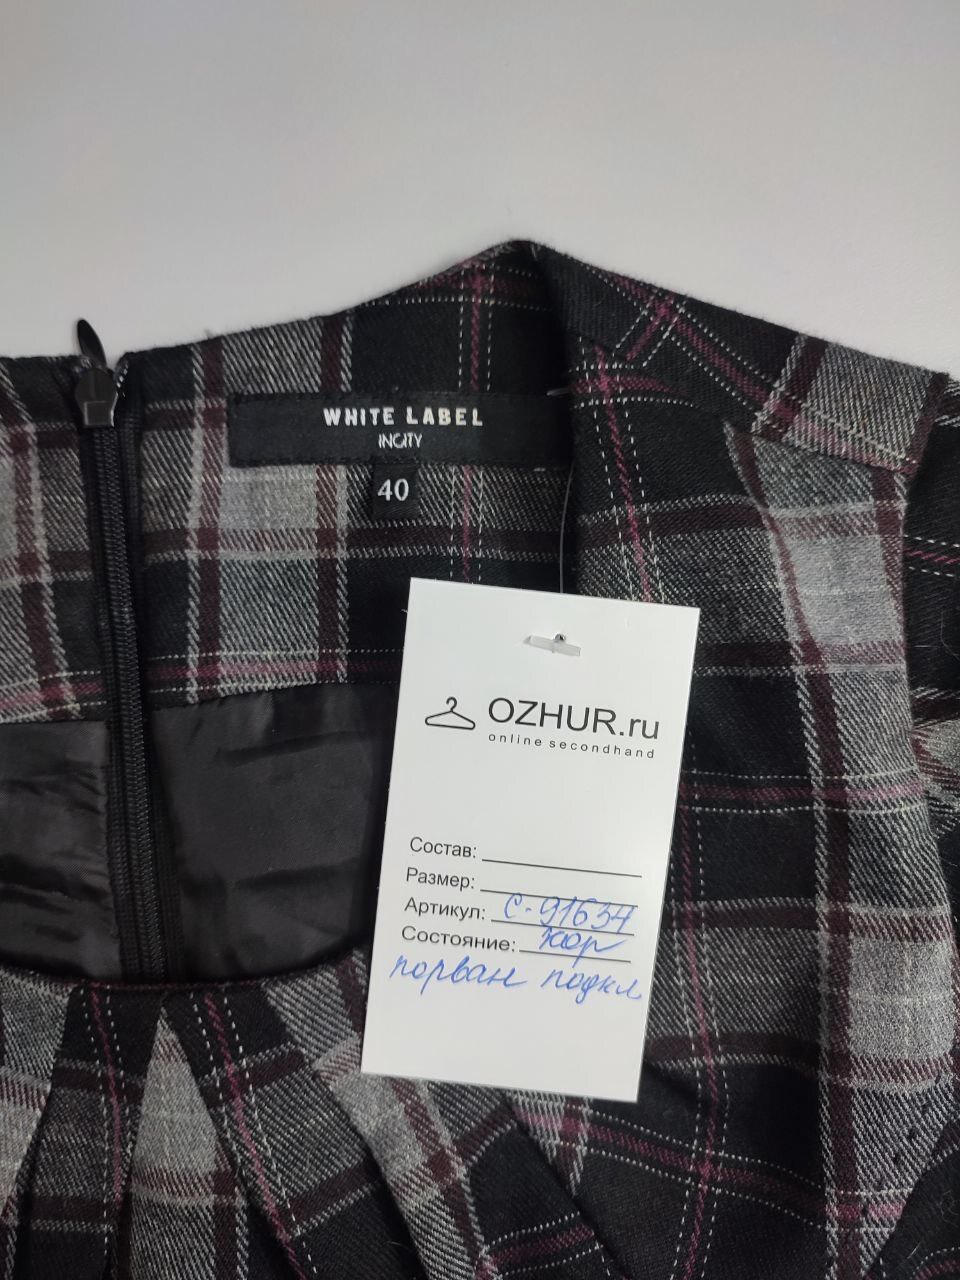 WHITE LABEL
INCITY
40
OZHUR.ru
online secondhand
Состав:
Размер:
Артикул: С-91634
Состояние: хор
порван подкл